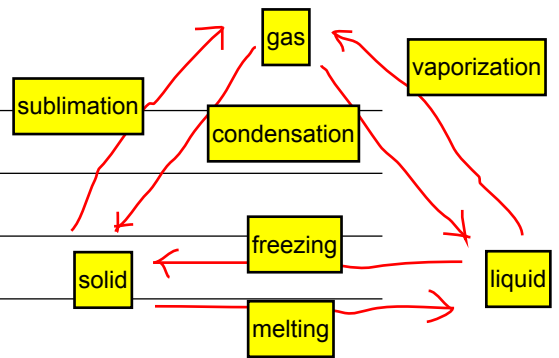 gas
vaporization
sublimation
condensation
freezing
solid
liquid
melting